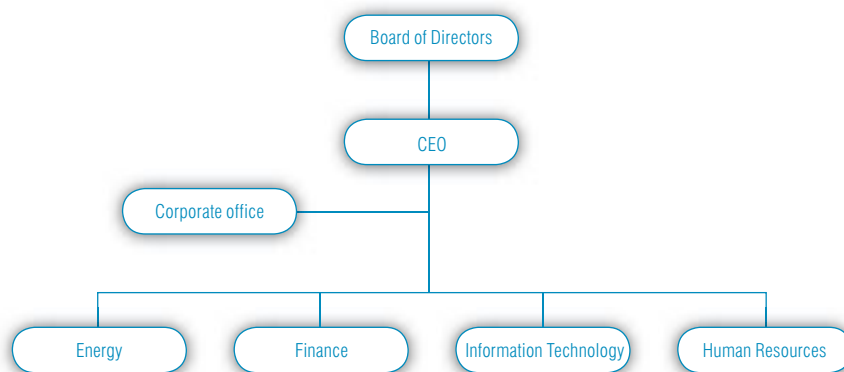 Board of Directors
CEO
Corporate office
Energy
Finance
Information Technology
Human Resources